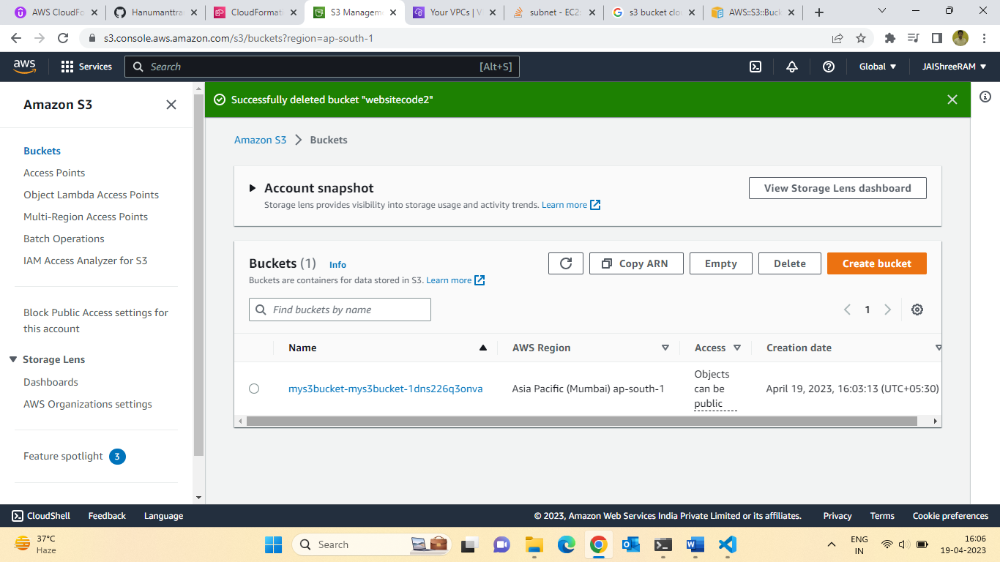 AWS CloudFo
Hanumanttra
CloudFormati
S3 Managem
Your VPCs | V
subnet - EC2:
s3 bucket clo
AWS::S3::Buck
s3.console.aws.amazon.com/s3/buckets?region=ap-south-1
aws
Services
Search
[Alt+S]
Global
JAIShreeRAM
Amazon S3
Buckets
Access Points
Object Lambda Access Points
Multi-Region Access Points
Batch Operations
IAM Access Analyzer for S3
Block Public Access settings for
this account
Storage Lens
Dashboards
AWS Organizations settings
Feature spotlight 3
Successfully deleted bucket "websitecode2"
Amazon S3 > Buckets
Account snapshot
Storage lens provides visibility into storage usage and activity trends. Learn more
View Storage Lens dashboard
Buckets (1) Info
Buckets are containers for data stored in S3. Learn more
Copy ARN
Empty
Delete
Create bucket
Find buckets by name
1
Name
AWS Region
Access
Creation date
mys3bucket-mys3bucket-1dns226q3onva
Asia Pacific (Mumbai) ap-south-1
Objects
can be
public
April 19, 2023, 16:03:13 (UTC+05:30)
CloudShell
Feedback
Language
© 2023, Amazon Web Services India Private Limited or its affiliates.
Privacy
Terms
Cookie preferences
37°C
Haze
Search
ENG
IN
16:06
19-04-2023